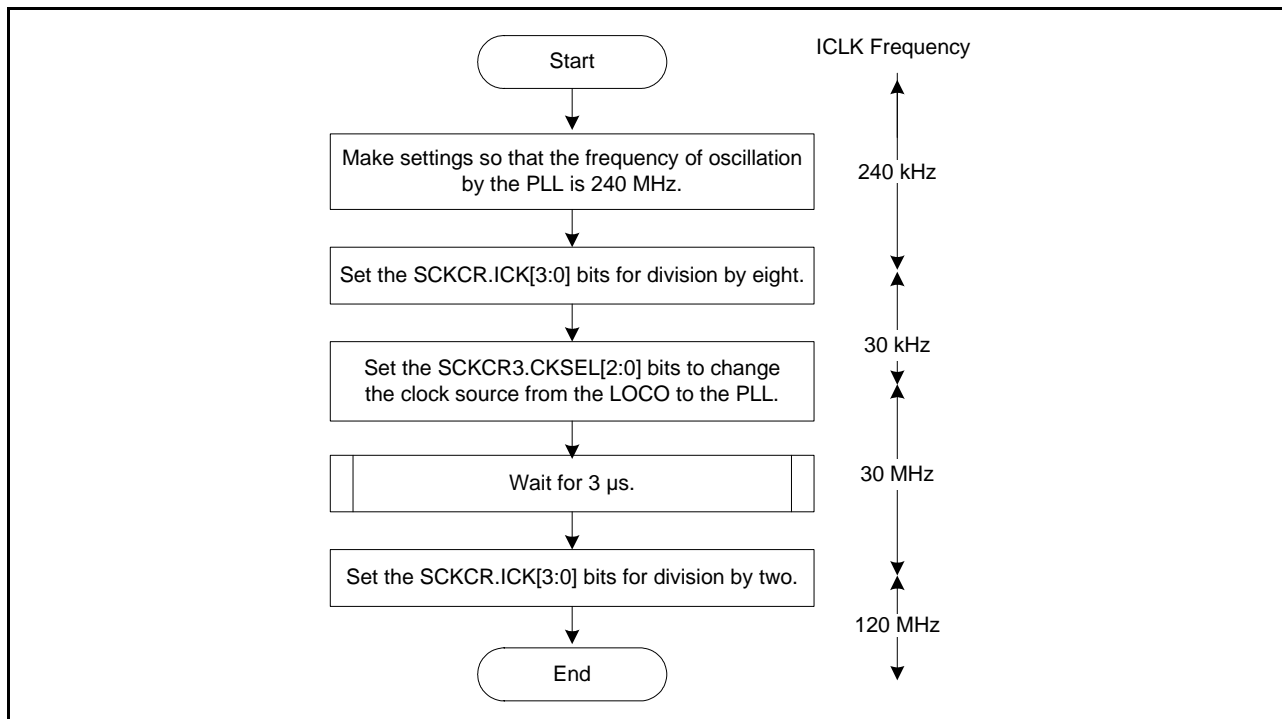 Start
ICLK Frequency
Make settings so that the frequency of oscillation
by the PLL is 240 MHz.
240 kHz
Set the SCKCR.ICK[3:0] bits for division by eight.
30 kHz
Set the SCKCR3.CKSEL[2:0] bits to change
the clock source from the LOCO to the PLL.
30 MHz
Wait for 3 µs.
Set the SCKCR.ICK[3:0] bits for division by two.
120 MHz
End